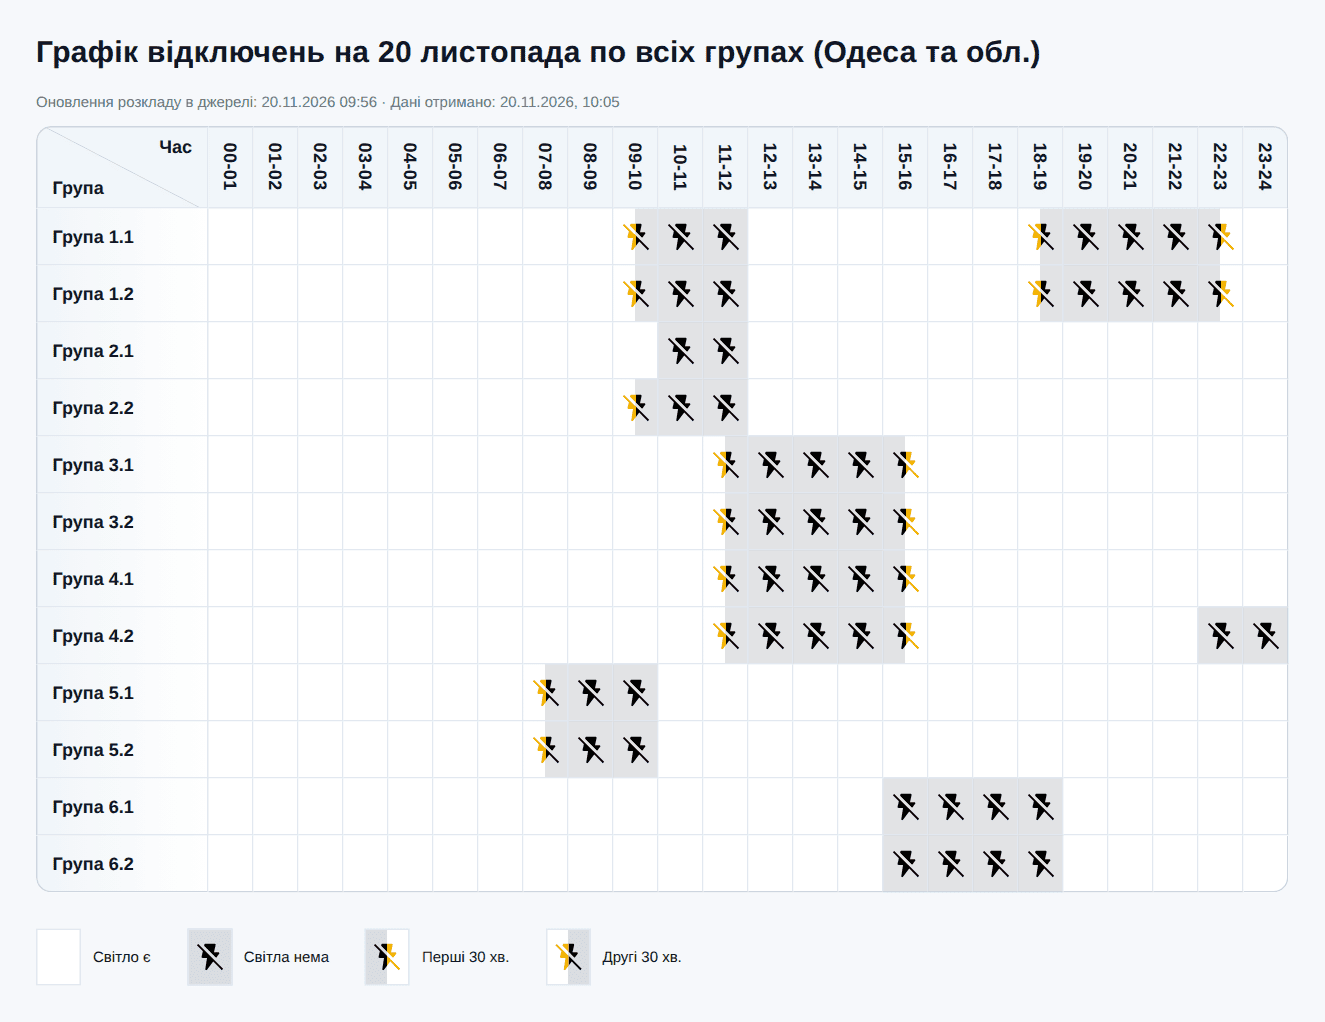 Графік відключень на 20 листопада по всіх групах (Одеса та обл.)
Оновлення розкладу в джерелі: 20.11.2026 09:56 · Дані отримано: 20.11.2026, 10:05
Час
Група
00-01 01-02 02-03 03-04 04-05 05-06 06-07 07-08 08-09 09-10 10-11 11-12 12-13 13-14 14-15 15-16 16-17 17-18 18-19 19-20 20-21 21-22 22-23 23-24
Група 1.1
Група 1.2
Група 2.1
Група 2.2
Група 3.1
Група 3.2
Група 4.1
Група 4.2
Група 5.1
Група 5.2
Група 6.1
Група 6.2
Світло є Світла нема Перші 30 хв. Другі 30 хв.